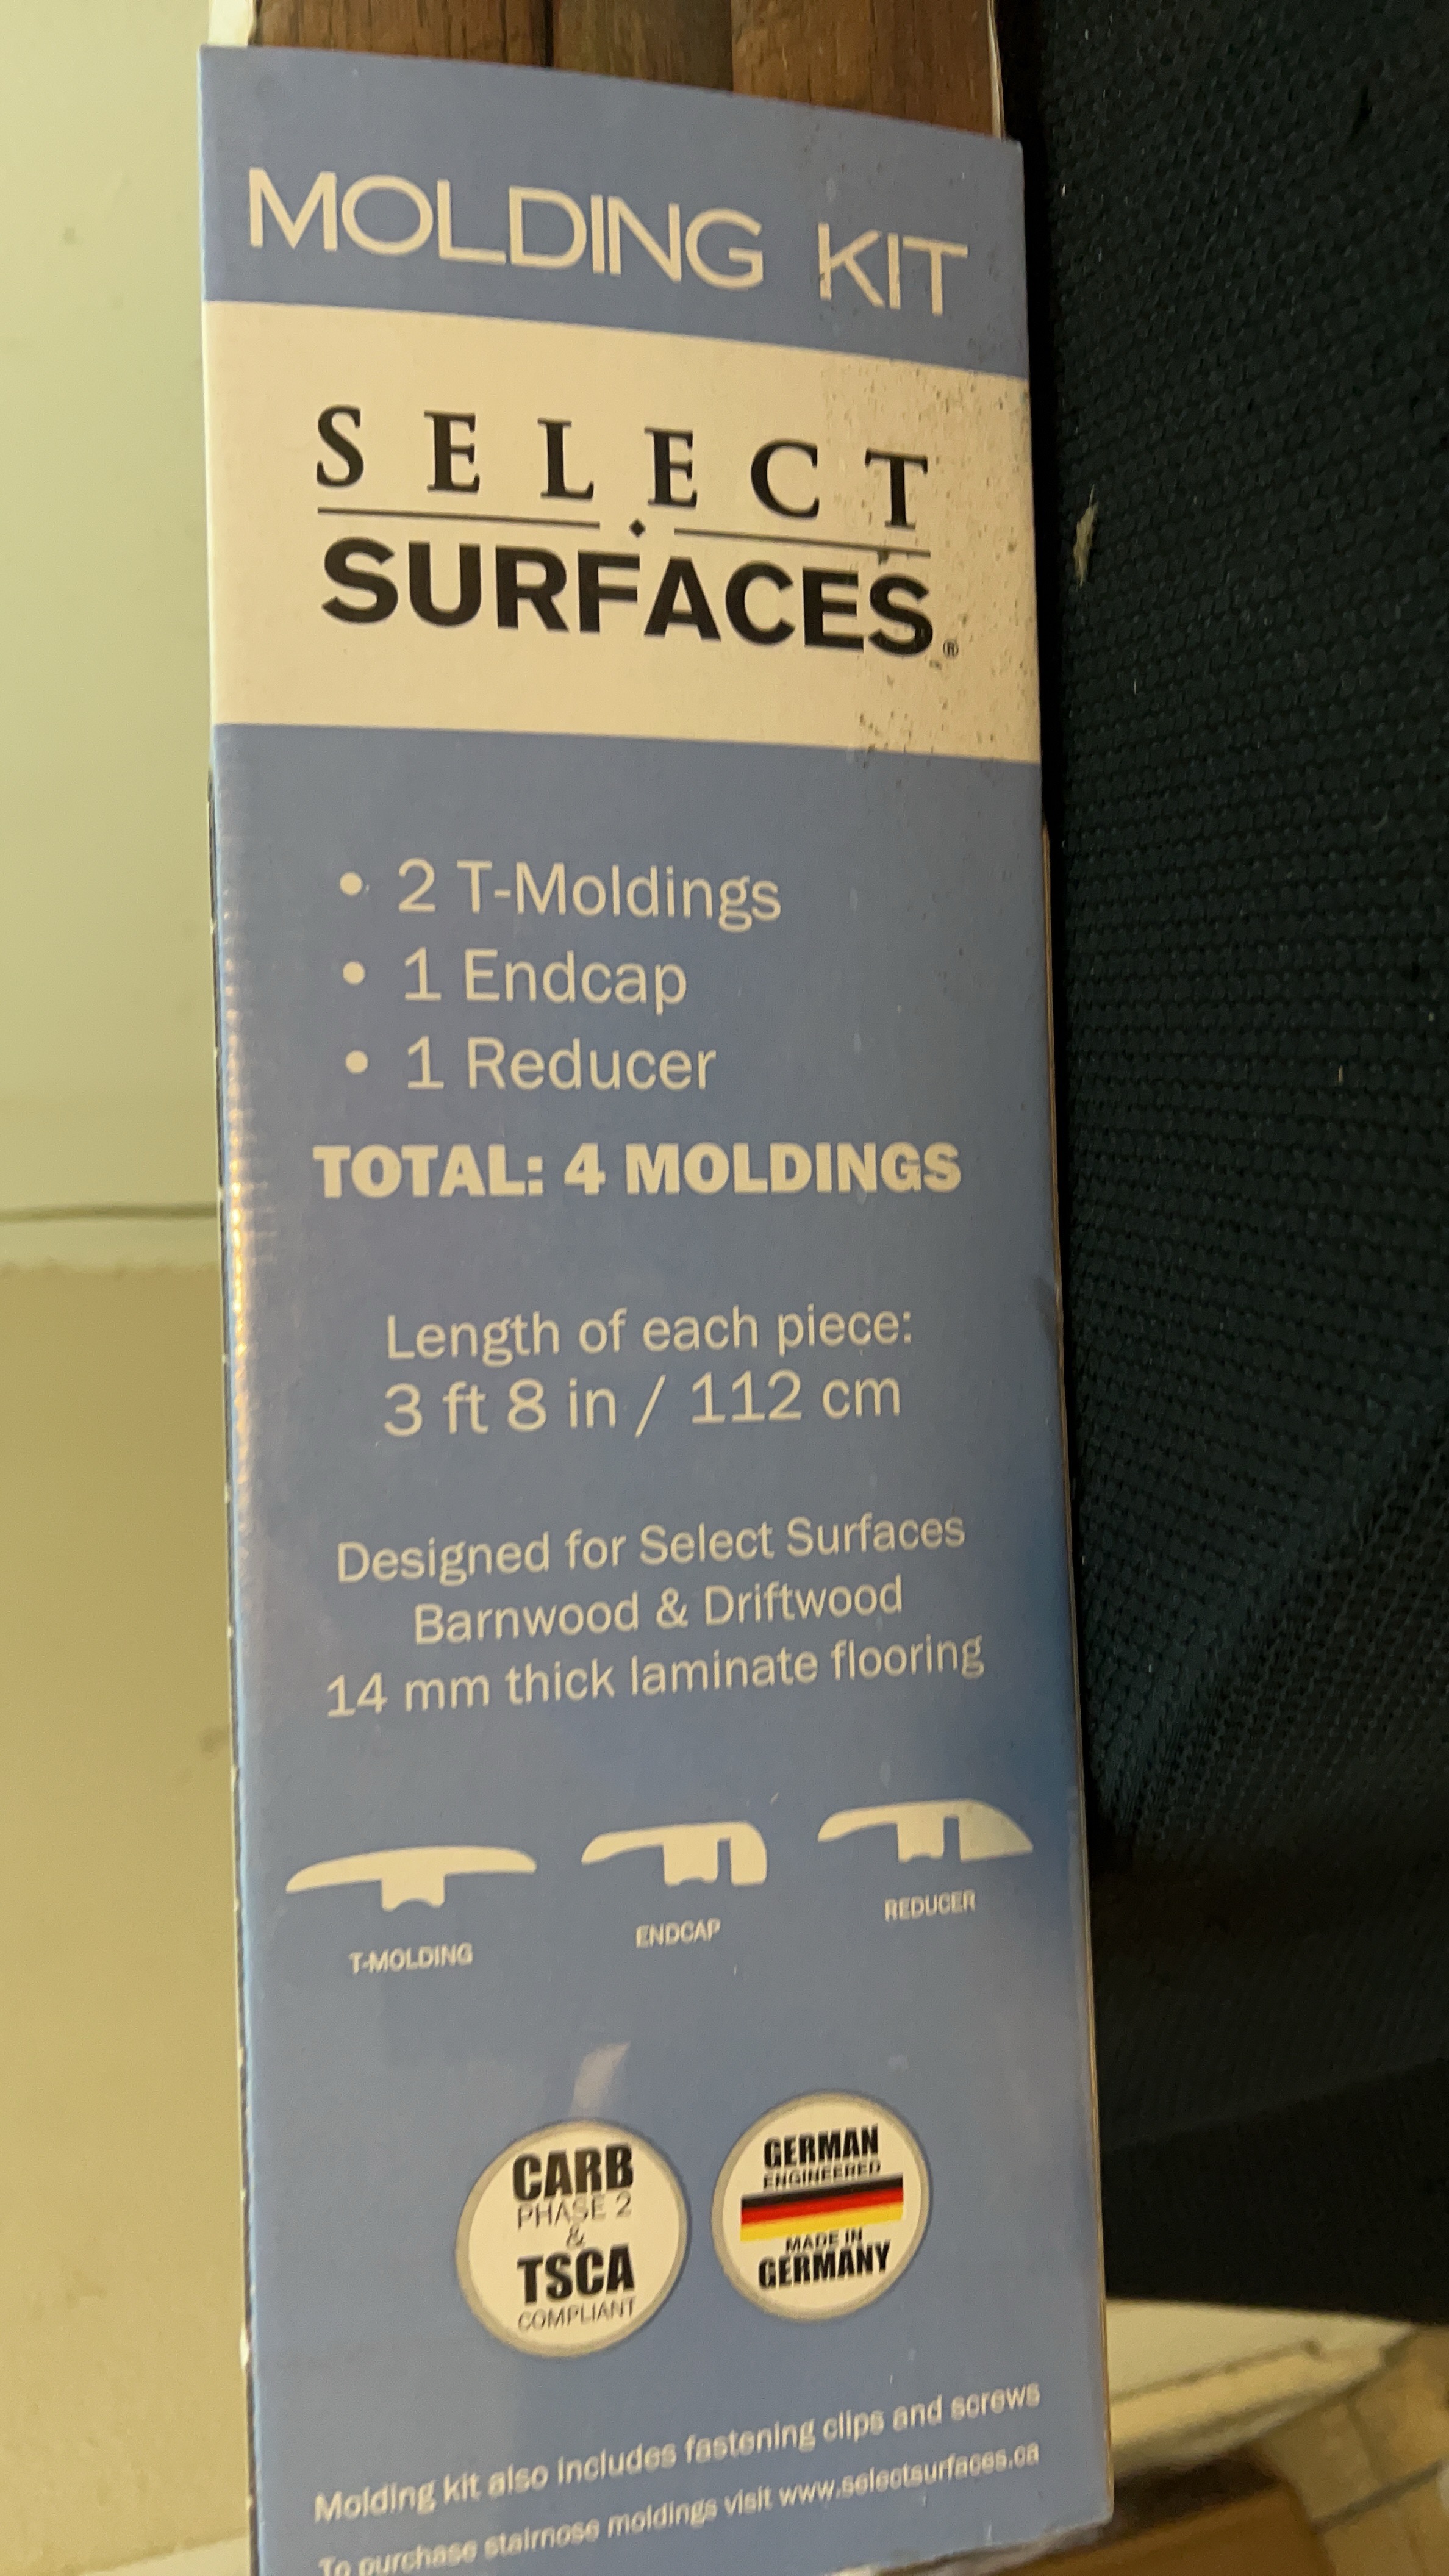 MOLDING KIT
SELECT
SURFACES®
• 2 T-Moldings
• 1 Endcap
• 1 Reducer
TOTAL: 4 MOLDINGS
Length of each piece:
3 ft 8 in / 112 cm
Designed for Select Surfaces
Barnwood & Driftwood
14 mm thick laminate flooring
T-MOLDING
ENDCAP
REDUCER
CARB
PHASE 2
&
TSCA
COMPLIANT
GERMAN
ENGINEERED
MADE IN
GERMANY
Molding kit also includes fastening clips and screws
To purchase stairnose moldings visit www.selectsurfaces.ca